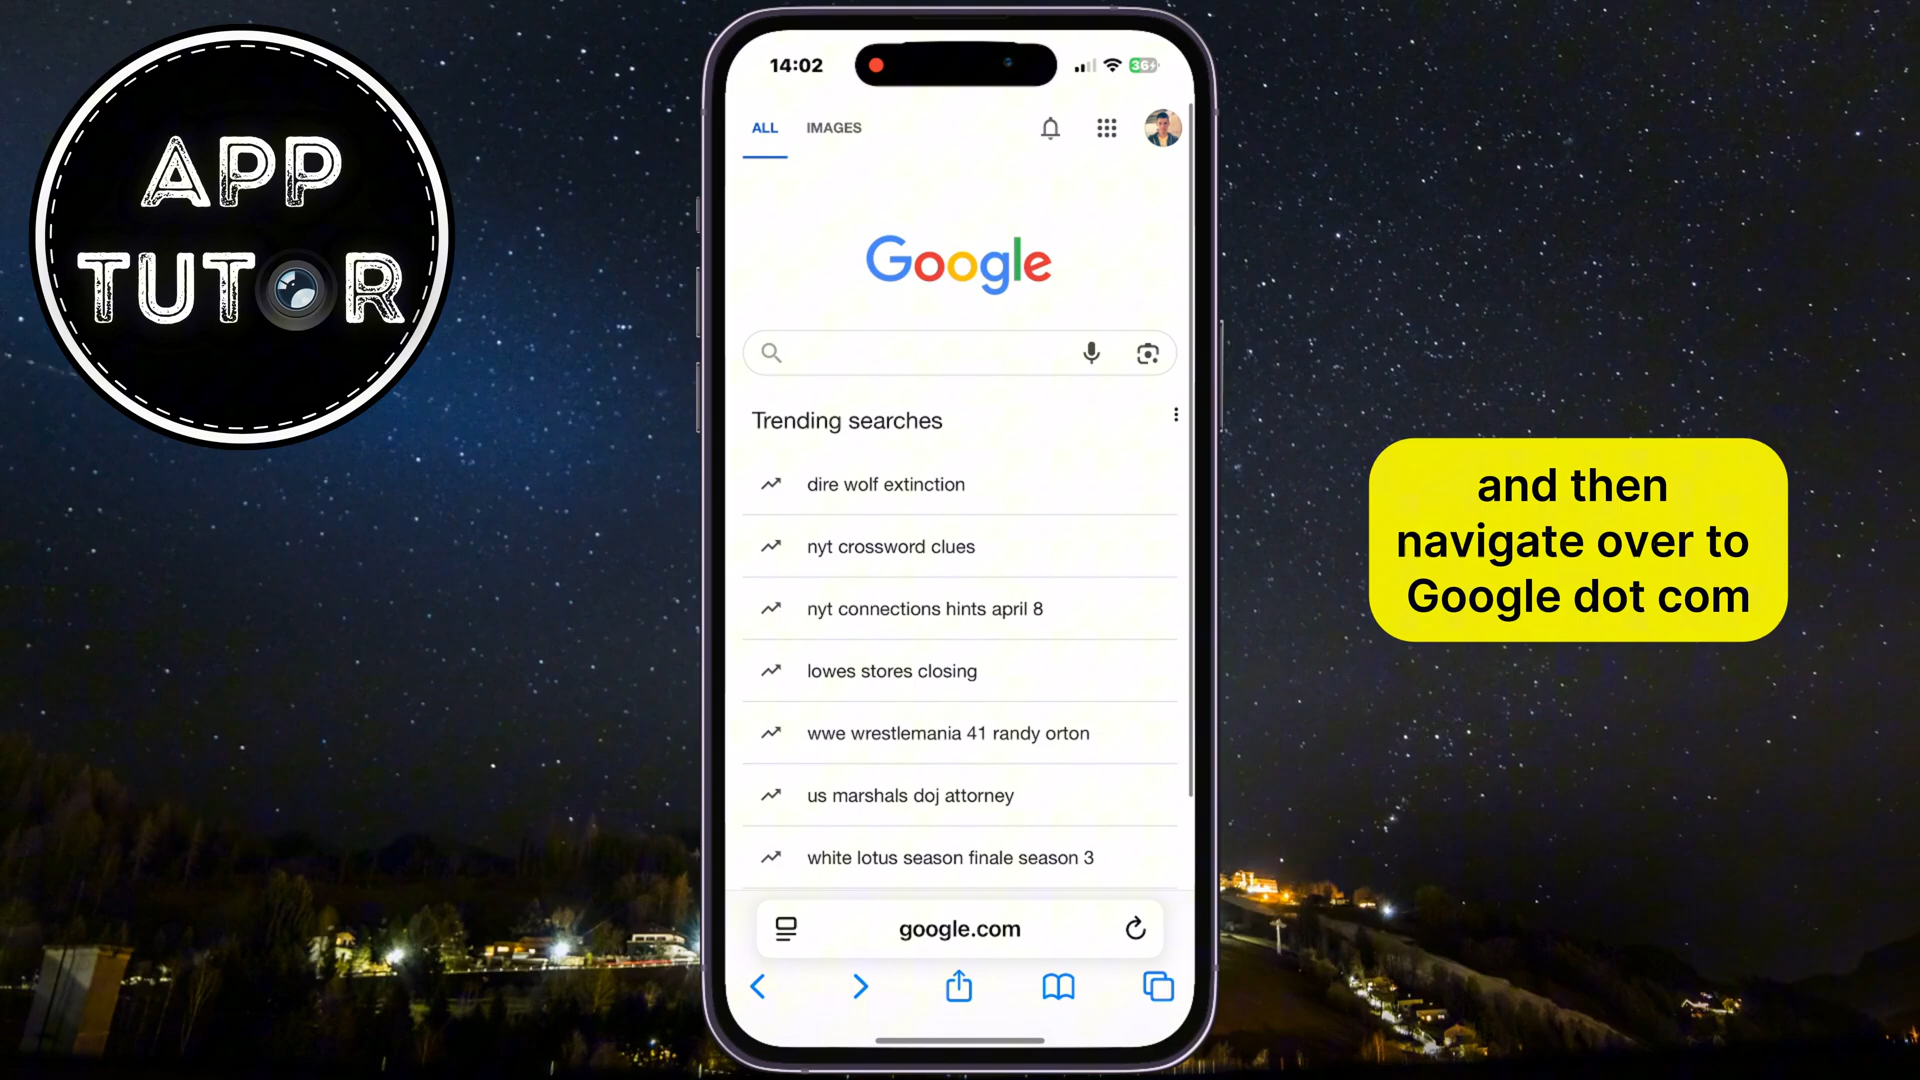 APP
TUTOR
14:02
36
ALL IMAGES
Google
Trending searches
dire wolf extinction
nyt crossword clues
nyt connections hints april 8
lowes stores closing
wwe wrestlemania 41 randy orton
us marshals doj attorney
white lotus season finale season 3
google.com
and then
navigate over to
Google dot com